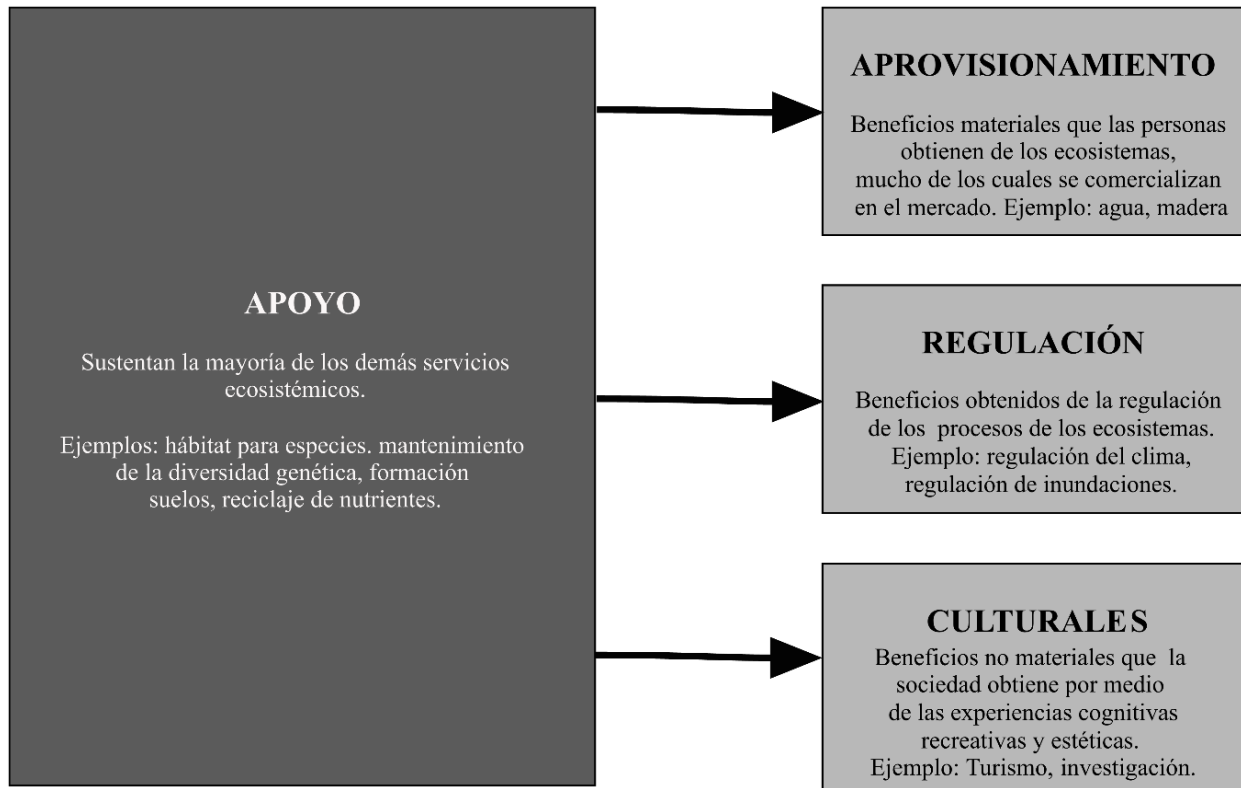 APOYO
Sustentan la mayoría de los demás servicios
ecosistémicos.
Ejemplos: hábitat para especies. mantenimiento
de la diversidad genética, formación
suelos, reciclaje de nutrientes.
APROVISIONAMIENTO
Beneficios materiales que las personas
obtienen de los ecosistemas,
mucho de los cuales se comercializan
en el mercado. Ejemplo: agua, madera
REGULACIÓN
Beneficios obtenidos de la regulación
de los procesos de los ecosistemas.
Ejemplo: regulación del clima,
regulación de inundaciones.
CULTURALES
Beneficios no materiales que la
sociedad obtiene por medio
de las experiencias cognitivas
recreativas y estéticas.
Ejemplo: Turismo, investigación.